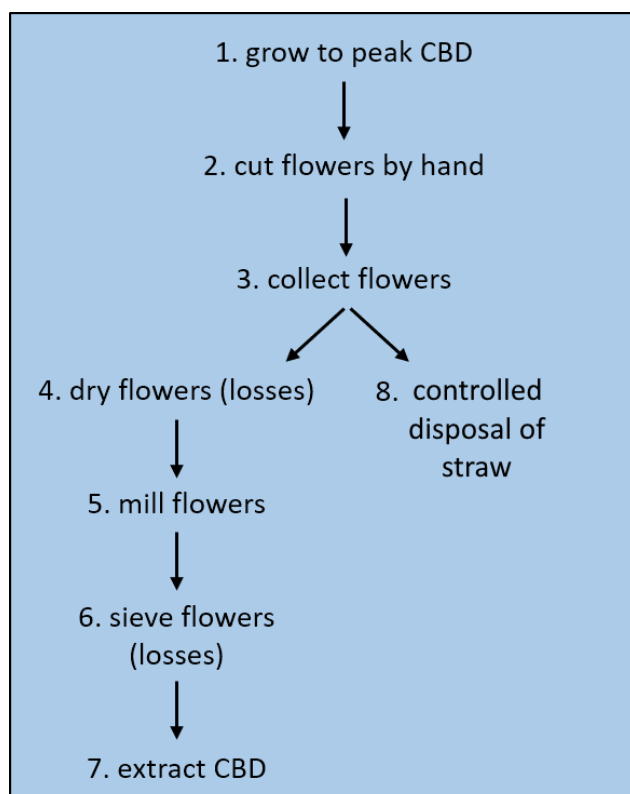 1. grow to peak CBD
2. cut flowers by hand
3. collect flowers
4. dry flowers (losses)
8. controlled
disposal of
straw
5. mill flowers
6. sieve flowers
(losses)
7. extract CBD